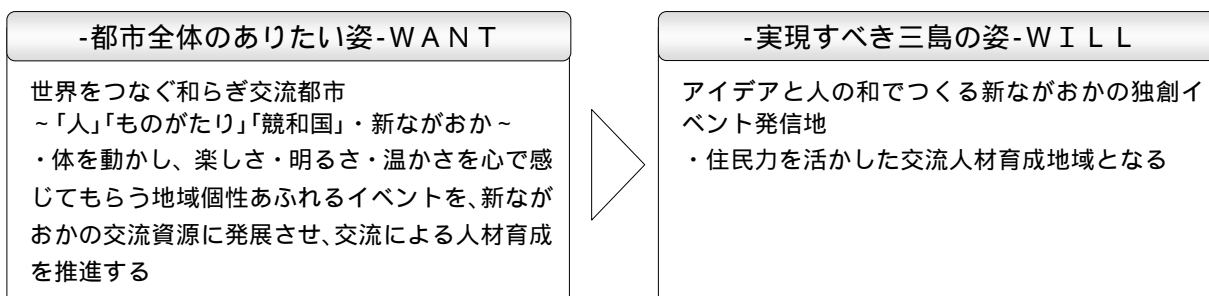 -都市全体のありたい姿-ＷＡＮＴ
世界をつなぐ和らぎ交流都市
~「人」「ものがたり」「競和国」・新ながおか~
・体を動かし、楽しさ・明るさ・温かさを心で感
じてもらう地域個性あふれるイベントを、新なが
おかの交流資源に発展させ、交流による人材育成
を推進する
-実現すべき三島の姿-ＷＩＬＬ
アイデアと人の和でつくる新ながおかの独創イ
ベント発信地
・住民力を活かした交流人材育成地域となる